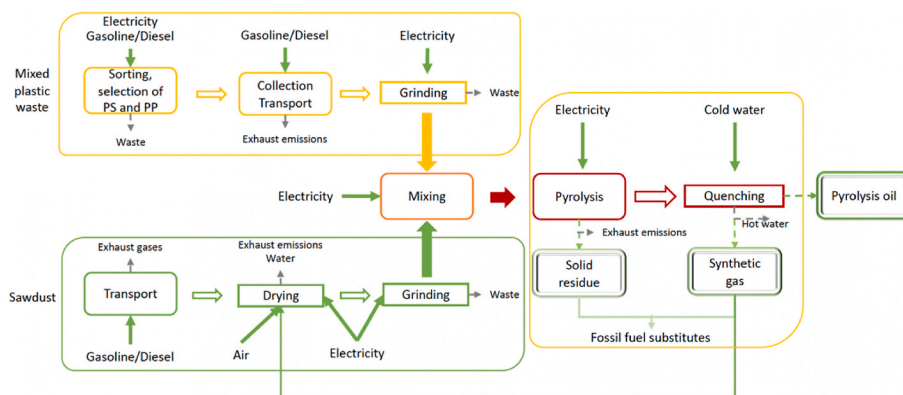 Electricity
Gasoline/Diesel
Gasoline/Diesel
Electricity
Mixed
plastic
waste
Sorting,
selection of
PS and PP
Collection
Transport
Grinding
Waste
Waste
Exhaust emissions
Electricity
Cold water
Electricity
Mixing
Pyrolysis
Quenching
Pyrolysis oil
Hot water
Exhaust emissions
Solid
residue
Synthetic
gas
Fossil fuel substitutes
Exhaust gases
Exhaust emissions
Water
Sawdust
Transport
Drying
Grinding
Waste
Gasoline/Diesel
Air
Electricity